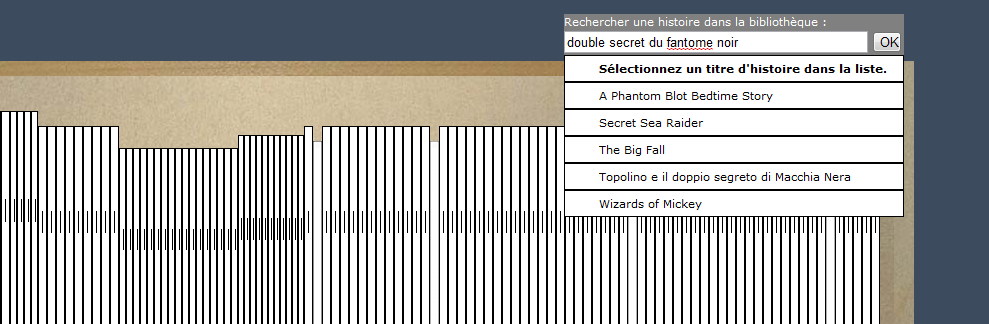 Rechercher une histoire dans la bibliothèque :
double secret du fantome noir OK
Sélectionnez un titre d'histoire dans la liste.
A Phantom Blot Bedtime Story
Secret Sea Raider
The Big Fall
Topolino e il doppio segreto di Macchia Nera
Wizards of Mickey